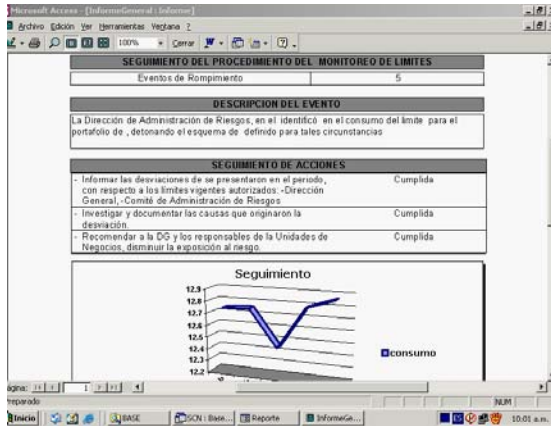 Microsoft Access - [InformeGeneral : Informe]
Archivo Edición Ver Herramientas Ventana ?
100% Cerrar
SEGUIMIENTO DEL PROCEDIMIENTO DEL MONITOREO DE LIMITES
Eventos de Rompimiento 5
DESCRIPCION DEL EVENTO
La Dirección de Administración de Riesgos, en el identificó en el consumo del límite para el
portafolio de , detonando el esquema de definido para tales circunstancias
SEGUIMIENTO DE ACCIONES
- Informar las desviaciones de se presentaron en el periodo, Cumplida
con respecto a los límites vigentes autorizados: -Dirección
General, -Comité de Administración de Riesgos
- Investigar y documentar las causas que originaron la Cumplida
desviación.
- Recomendar a la DG y los responsables de la Unidades de Cumplida
Negocios, disminuir la exposición al riesgo.
Seguimiento
12.9
12.8
12.7
12.6
12.5
12.4
12.3
12.2
consumo
ágina: 1
reparado NUM
Inicio BASE SCN : Base... Reporte InformeGe... 10:01 a.m.